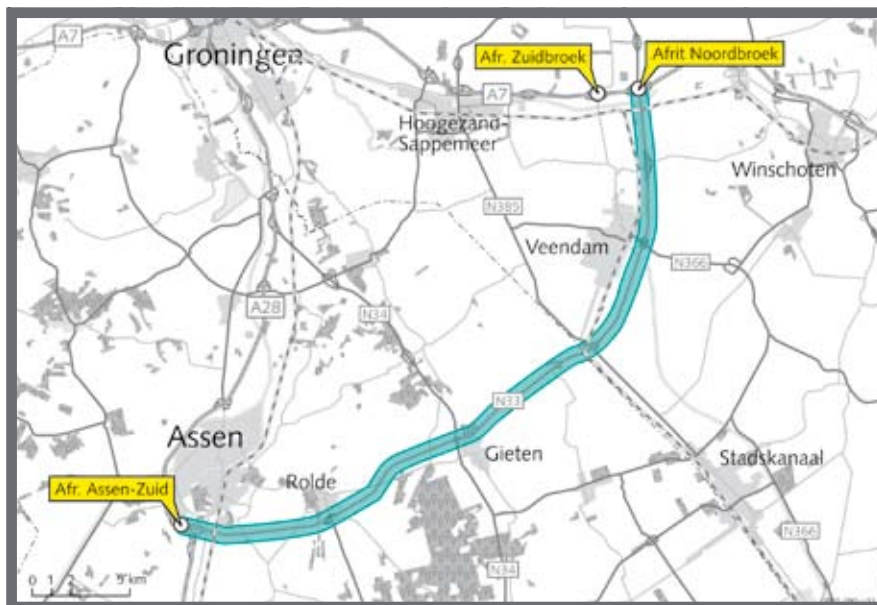 A7
Groningen
Afr. Zuidbroek
Afrit Noordbroek
A7
Hoogezand
Sappemeer
Winschoten
N385
Veendam
N366
A28
N34
N33
Assen
Gieten
Stadskanaal
Rolde
Afr. Assen-Zuid
N366
N34
0 1 2 5 km